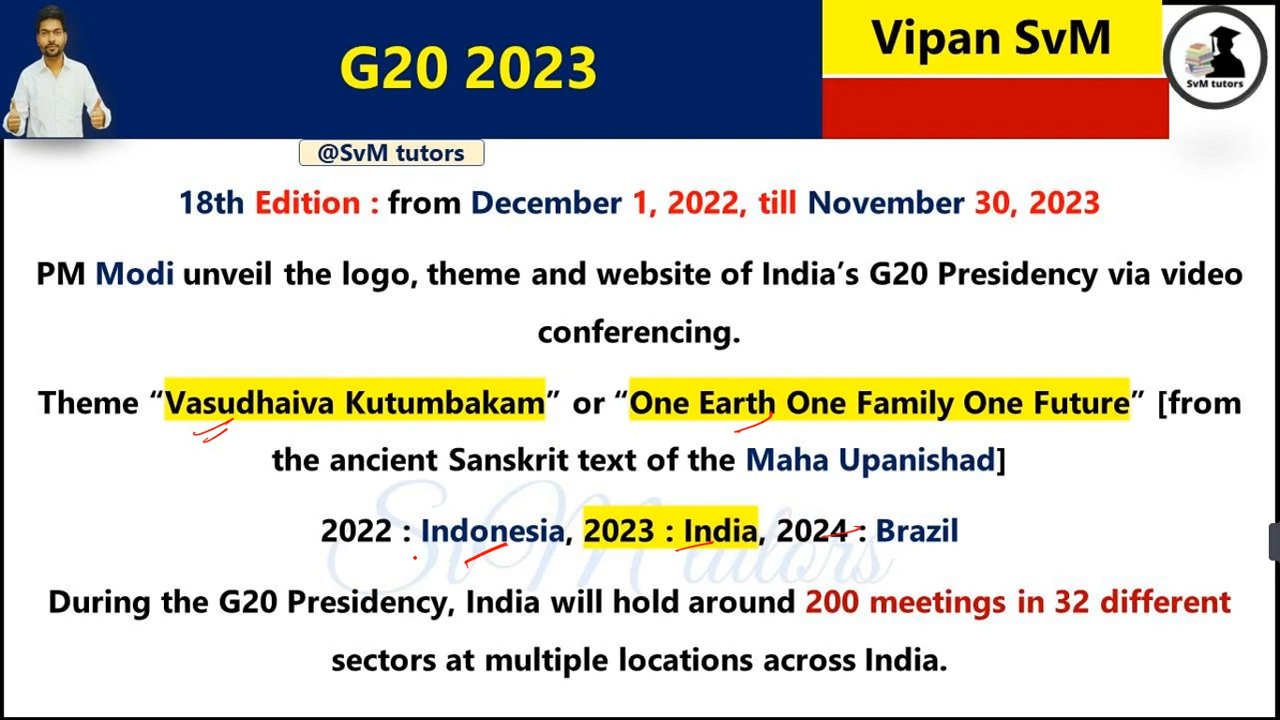 G20 2023
Vipan SvM
SvM tutors
@SvM tutors
18th Edition : from December 1, 2022, till November 30, 2023
PM Modi unveil the logo, theme and website of India’s G20 Presidency via video
conferencing.
Theme “Vasudhaiva Kutumbakam” or “One Earth One Family One Future” [from
the ancient Sanskrit text of the Maha Upanishad]
2022 : Indonesia, 2023 : India, 2024 : Brazil
SvM tutors
During the G20 Presidency, India will hold around 200 meetings in 32 different
sectors at multiple locations across India.